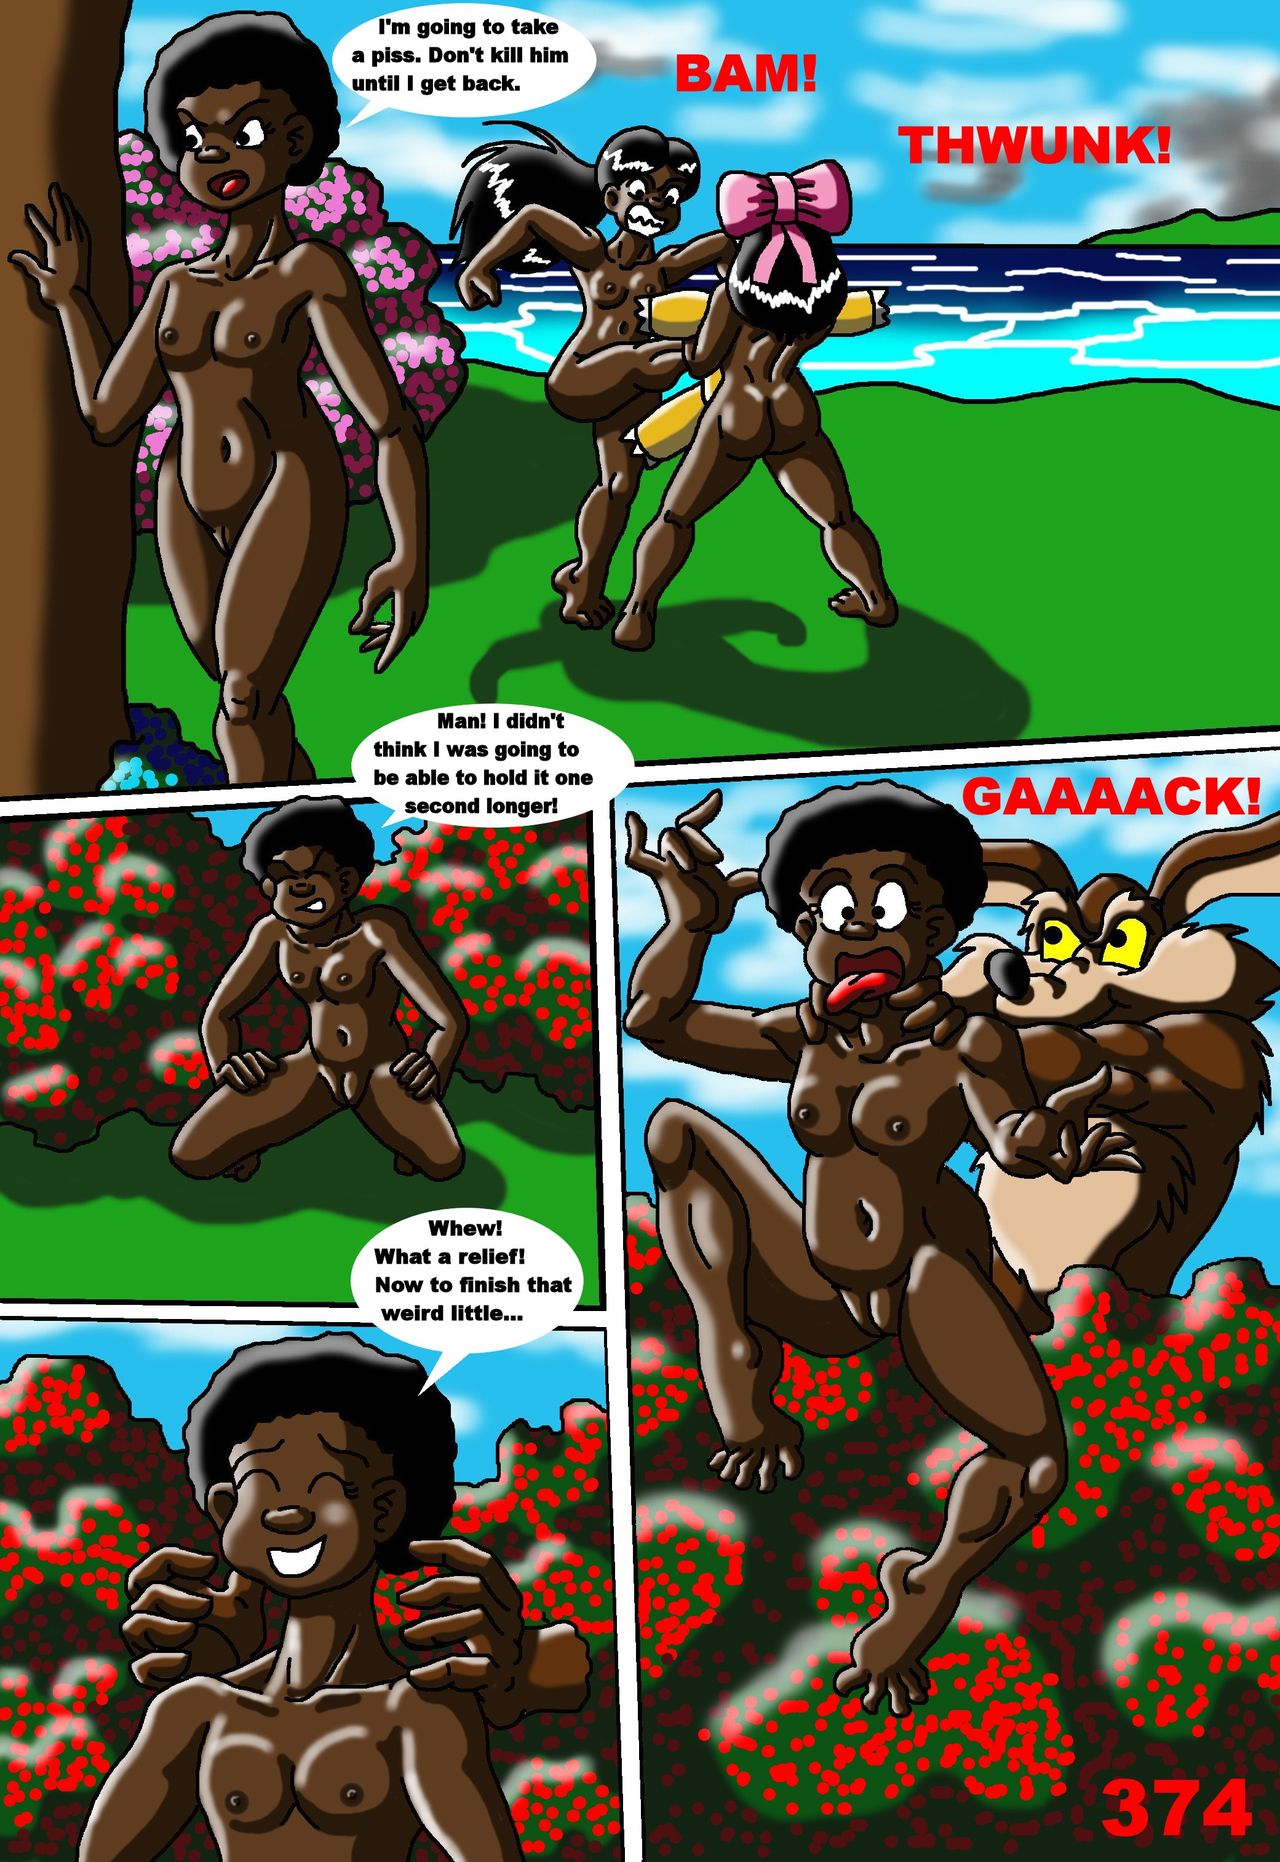 I'm going to take
a piss. Don't kill him
until I get back.
BAM!
THWUNK!
Man! I didn't
think I was going to
be able to hold it one
second longer!
Whew!
What a relief!
Now to finish that
weird little...
GAAAACK!
374